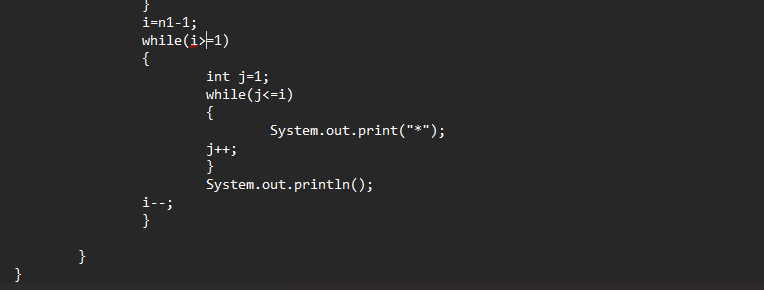 }
i=n1-1;
while(i>=1)
{
int j=1;
while(j<=i)
{
System.out.print("*");
j++;
}
System.out.println();
i--;
}
}
}